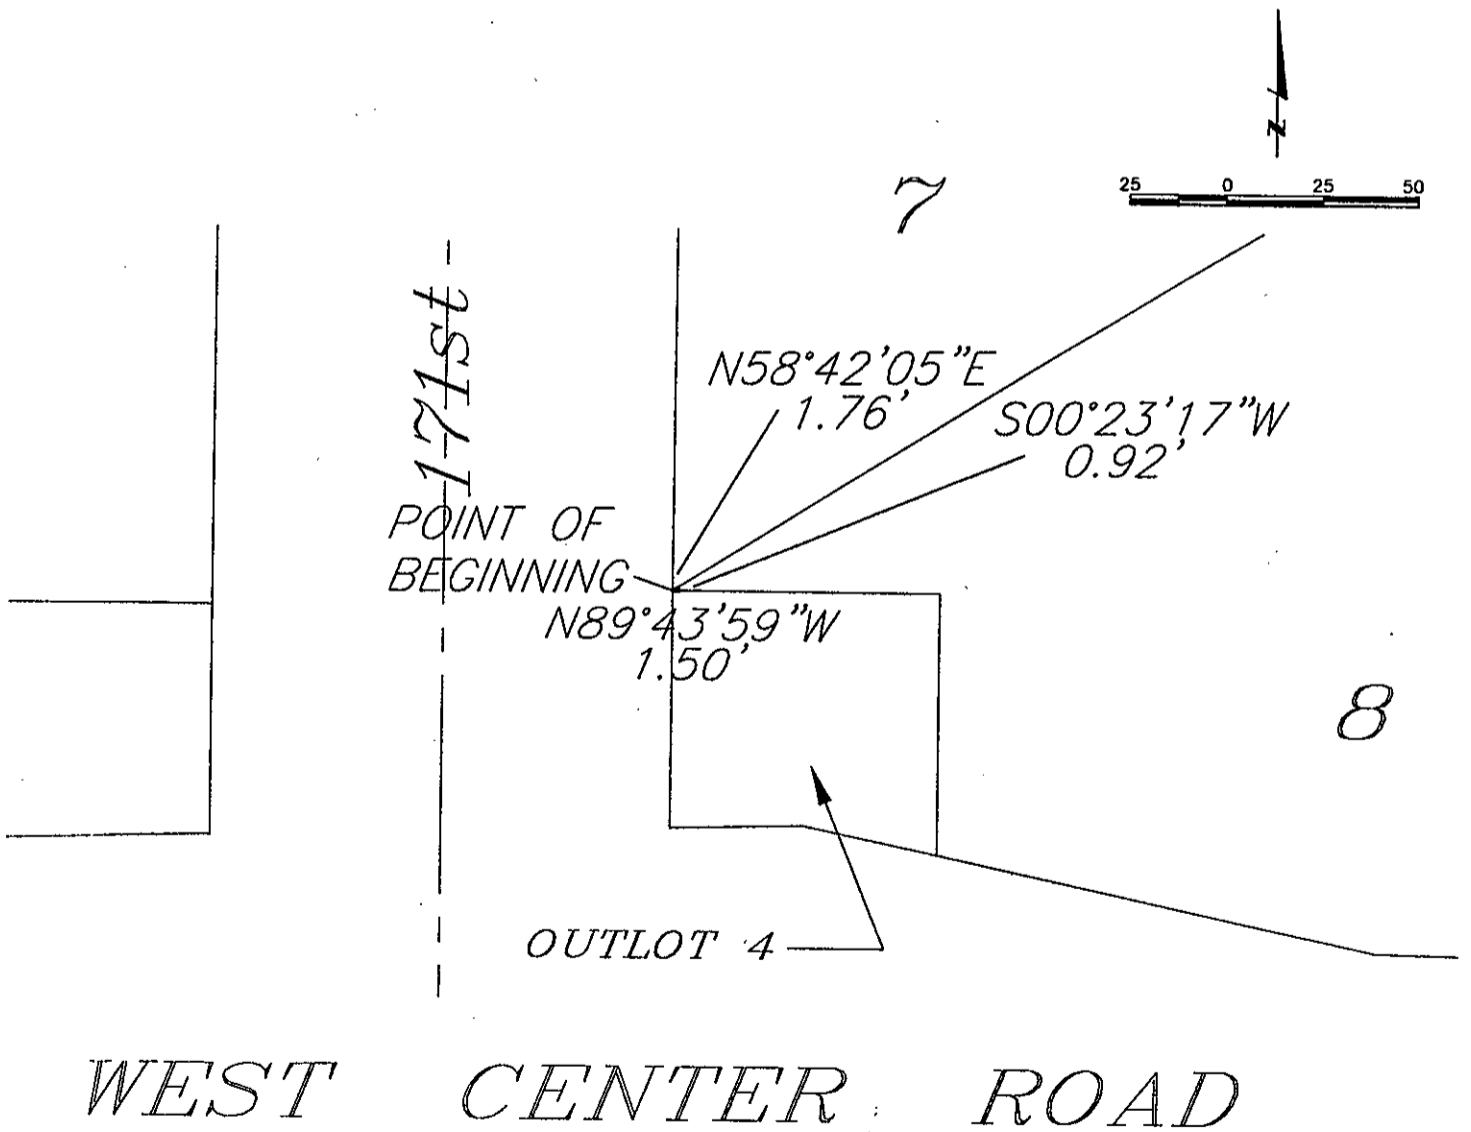 N
25 0 25 50
7
171st
N58°42'05"E
1.76'
S00°23'17"W
0.92'
POINT OF
BEGINNING
N89°43'59"W
1.50'
8
OUTLOT 4
WEST CENTER ROAD